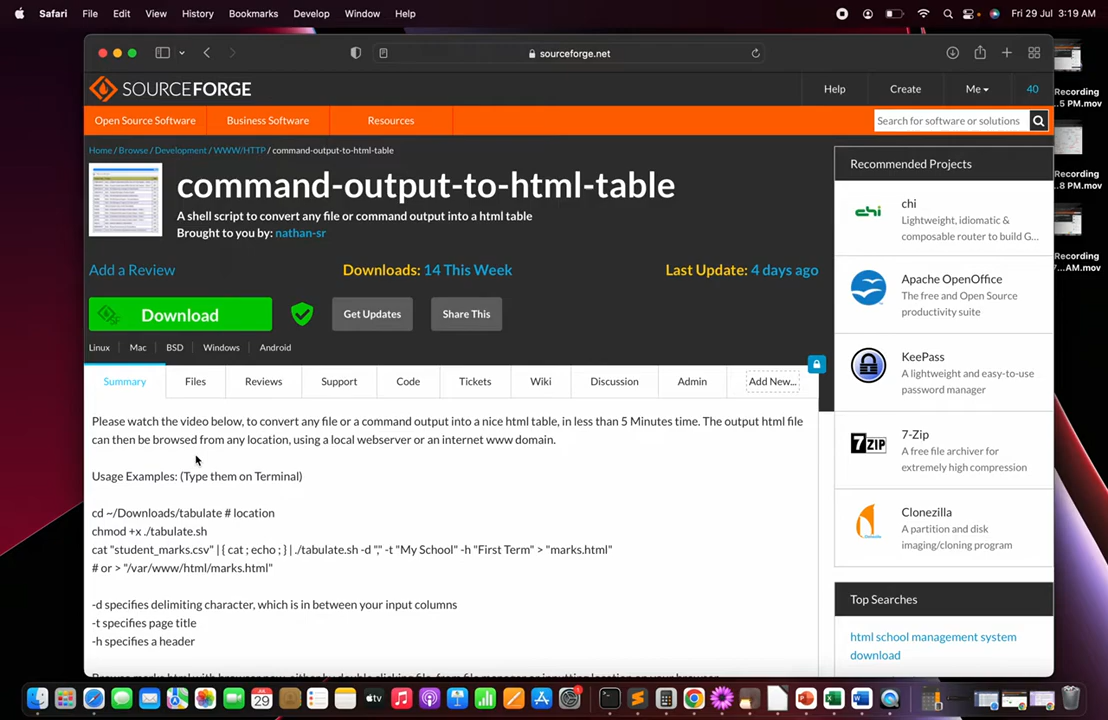 Safari File Edit View History Bookmarks Develop Window Help Fri 29 Jul 3:19 AM
sourceforge.net
SOURCEFORGE
Help Create Me 40
Open Source Software Business Software Resources
Search for software or solutions
Home / Browse / Development / WWW/HTTP / command-output-to-html-table
command-output-to-html-table
A shell script to convert any file or command output into a html table
Brought to you by: nathan-sr
Add a Review Downloads: 14 This Week Last Update: 4 days ago
Download Get Updates Share This
Linux Mac BSD Windows Android
Summary Files Reviews Support Code Tickets Wiki Discussion Admin Add New...
Please watch the video below, to convert any file or a command output into a nice html table, in less than 5 Minutes time. The output html file
can then be browsed from any location, using a local webserver or an internet www domain.
Usage Examples: (Type them on Terminal)
cd ~/Downloads/tabulate # location
chmod +x ./tabulate.sh
cat "student_marks.csv" | { cat ; echo ; } | ./tabulate.sh -d "," -t "My School" -h "First Term" > "marks.html"
# or > "/var/www/html/marks.html"
-d specifies delimiting character, which is in between your input columns
-t specifies page title
-h specifies a header
Recommended Projects
chi
chi
Lightweight, idiomatic &
composable router to build G...
Apache OpenOffice
The free and Open Source
productivity suite
KeePass
A lightweight and easy-to-use
password manager
7ZIP
7-Zip
A free file archiver for
extremely high compression
Clonezilla
A partition and disk
imaging/cloning program
Top Searches
html school management system
download
Recording
...5 PM.mov
Recording
...8 PM.mov
Recording
7...AM.mov